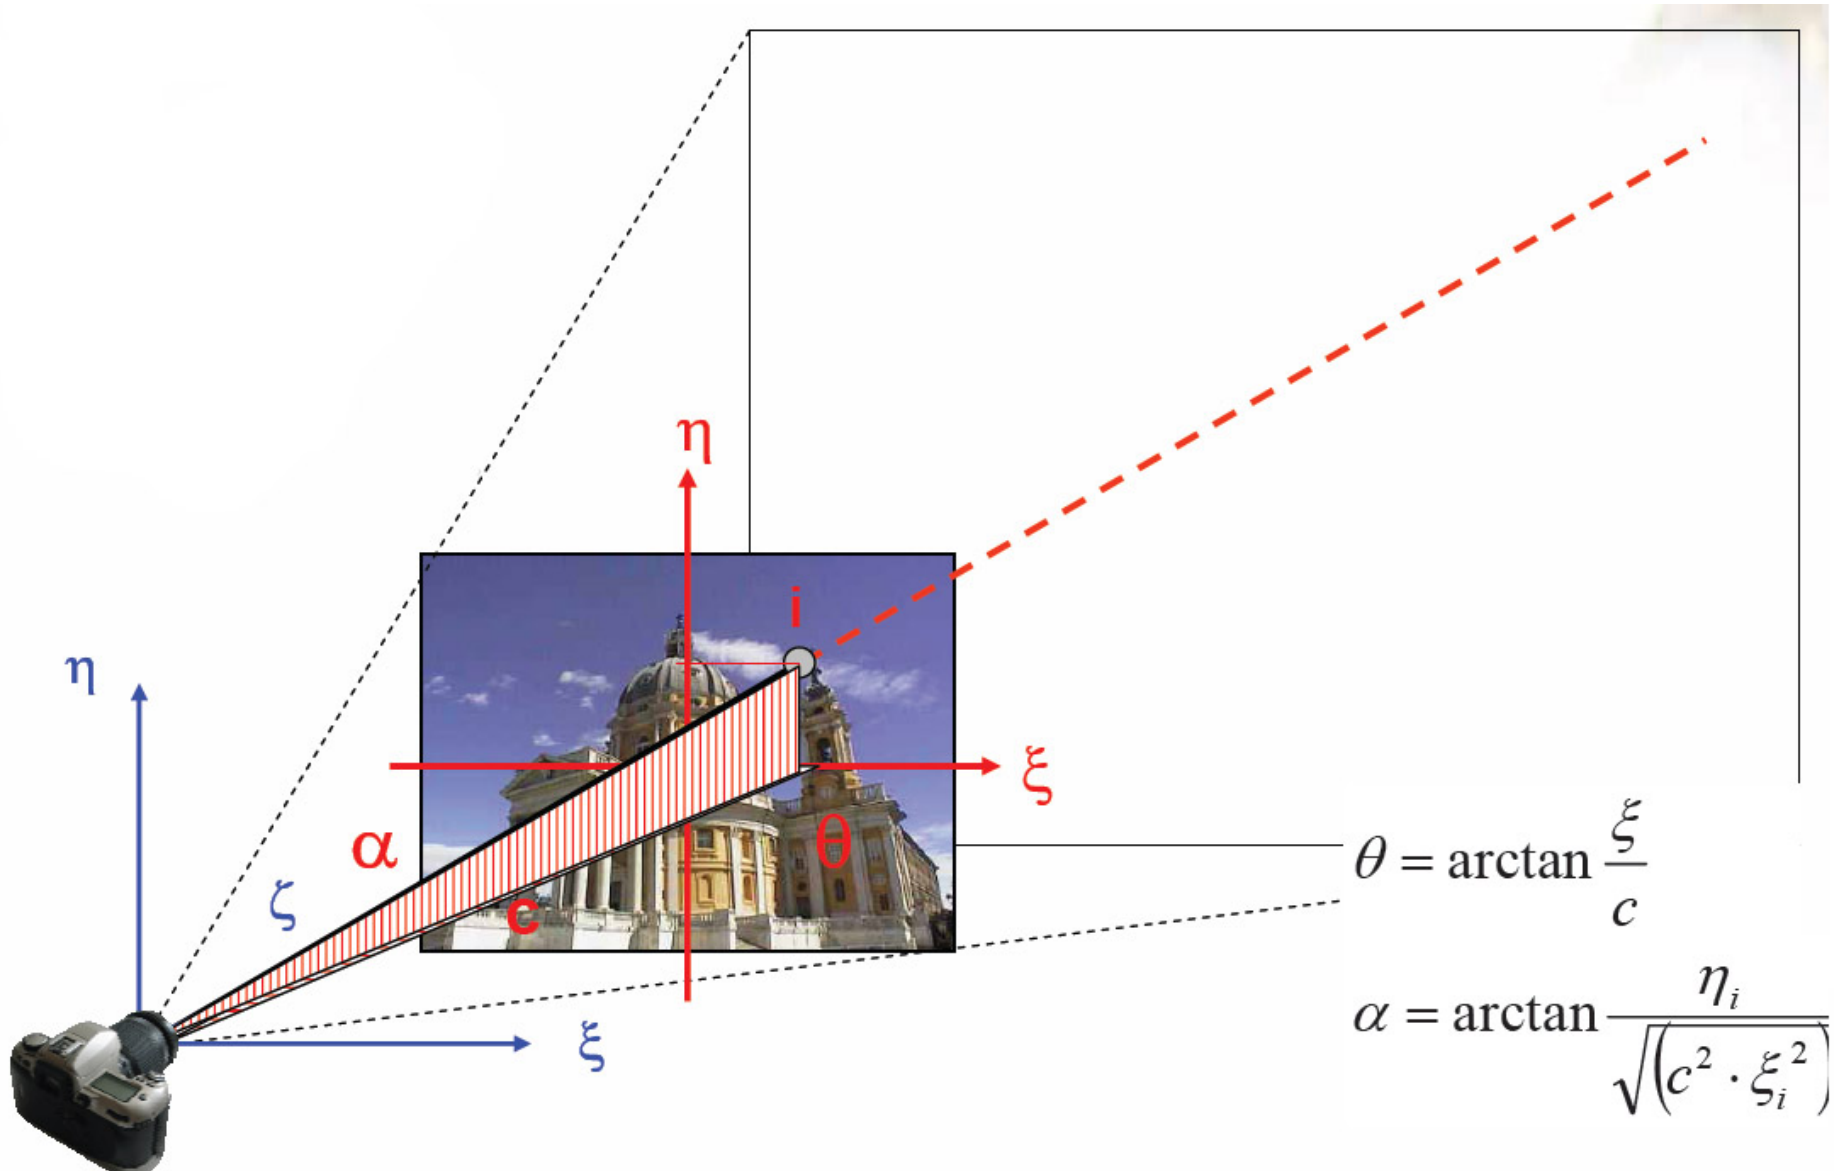 η
i
η
ξ
α
θ
ζ
c
ξ
θ = arctan ξ/c
α = arctan η_i/√(c² · ξ_i²)